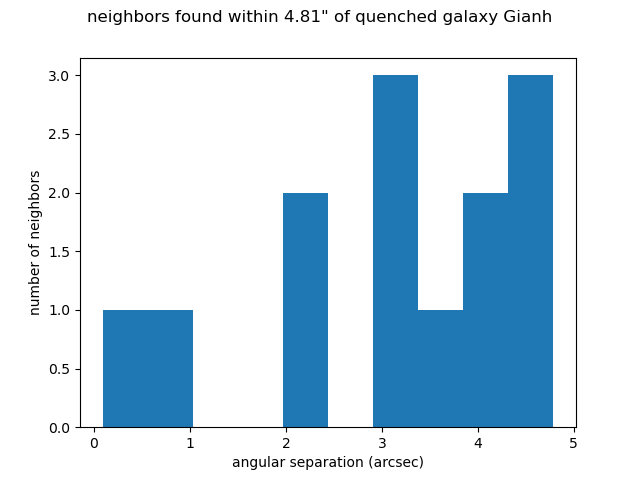 neighbors found within 4.81" of quenched galaxy Gianh
3.0
2.5
2.0
1.5
1.0
0.5
0.0
number of neighbors
0 1 2 3 4 5
angular separation (arcsec)